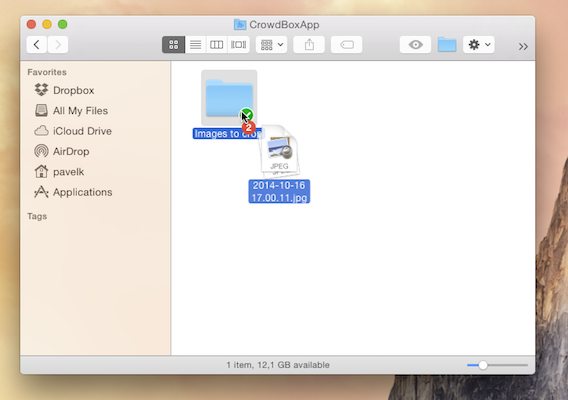 CrowdBoxApp
Favorites
Dropbox
All My Files
iCloud Drive
AirDrop
pavelk
Applications
Tags
Images to crop
2
JPEG
2014-10-16
17.00.11.jpg
1 item, 12,1 GB available